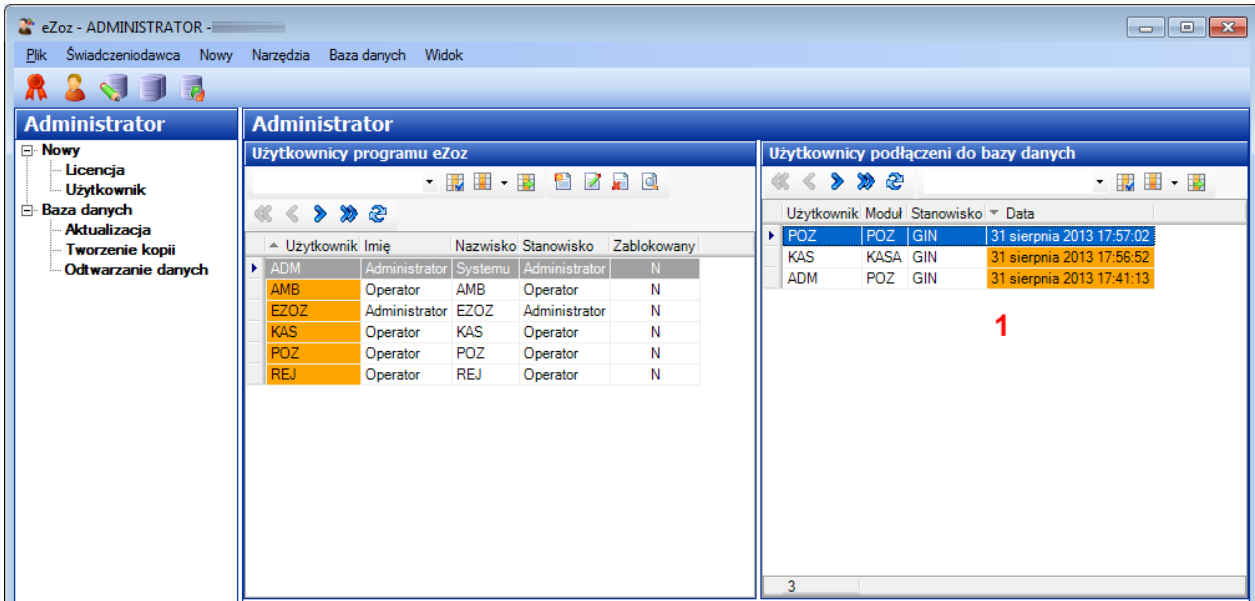 eZoz - ADMINISTRATOR -
Plik Świadczeniodawca Nowy Narzędzia Baza danych Widok
Administrator
Nowy
Licencja
Użytkownik
Baza danych
Aktualizacja
Tworzenie kopii
Odtwarzanie danych
Administrator
Użytkownicy programu eZoz
Użytkownik Imię Nazwisko Stanowisko Zablokowany
ADM Administrator Systemu Administrator N
AMB Operator AMB Operator N
EZOZ Administrator EZOZ Administrator N
KAS Operator KAS Operator N
POZ Operator POZ Operator N
REJ Operator REJ Operator N
Użytkownicy podłączeni do bazy danych
Użytkownik Moduł Stanowisko Data
POZ POZ GIN 31 sierpnia 2013 17:57:02
KAS KASA GIN 31 sierpnia 2013 17:56:52
ADM POZ GIN 31 sierpnia 2013 17:41:13
1
3